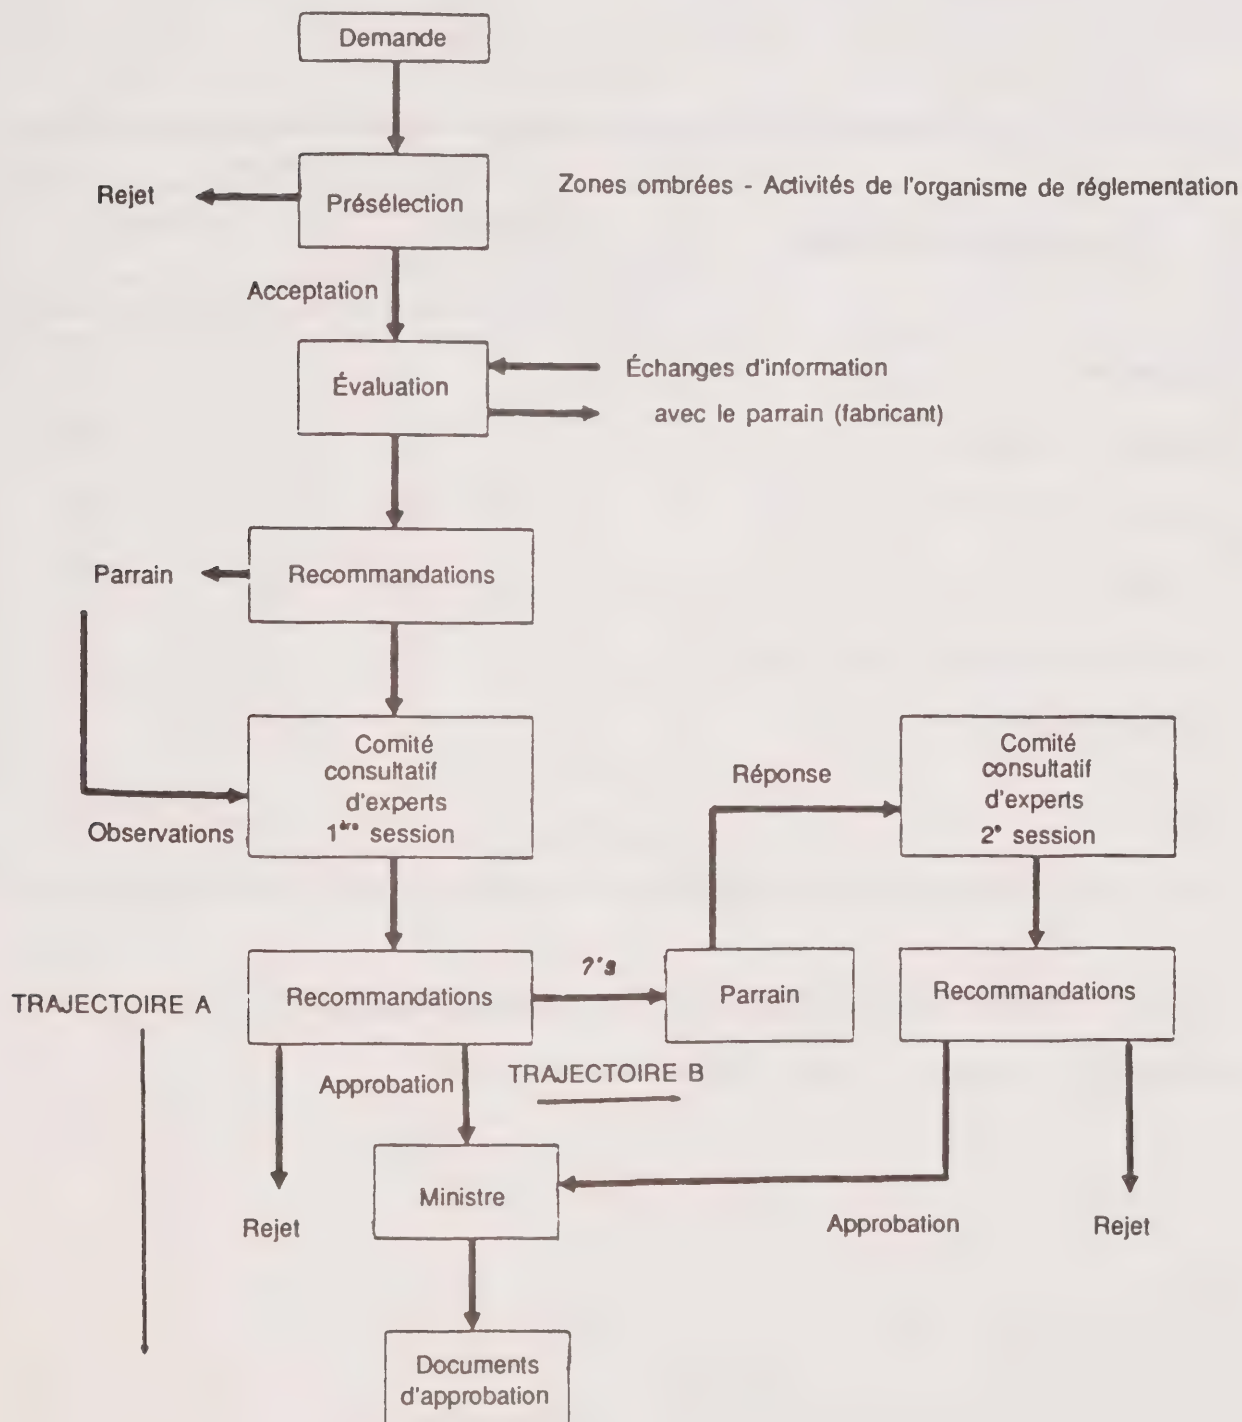 Demande
Rejet
Présélection
Zones ombrées - Activités de l'organisme de réglementation
Acceptation
Évaluation
Échanges d'information
avec le parrain (fabricant)
Parrain
Recommandations
Comité
consultatif
d'experts
1ère session
Observations
Réponse
Comité
consultatif
d'experts
2e session
TRAJECTOIRE A
Recommandations
?'s
Parrain
Recommandations
Approbation
TRAJECTOIRE B
Rejet
Ministre
Approbation
Rejet
Documents
d'approbation